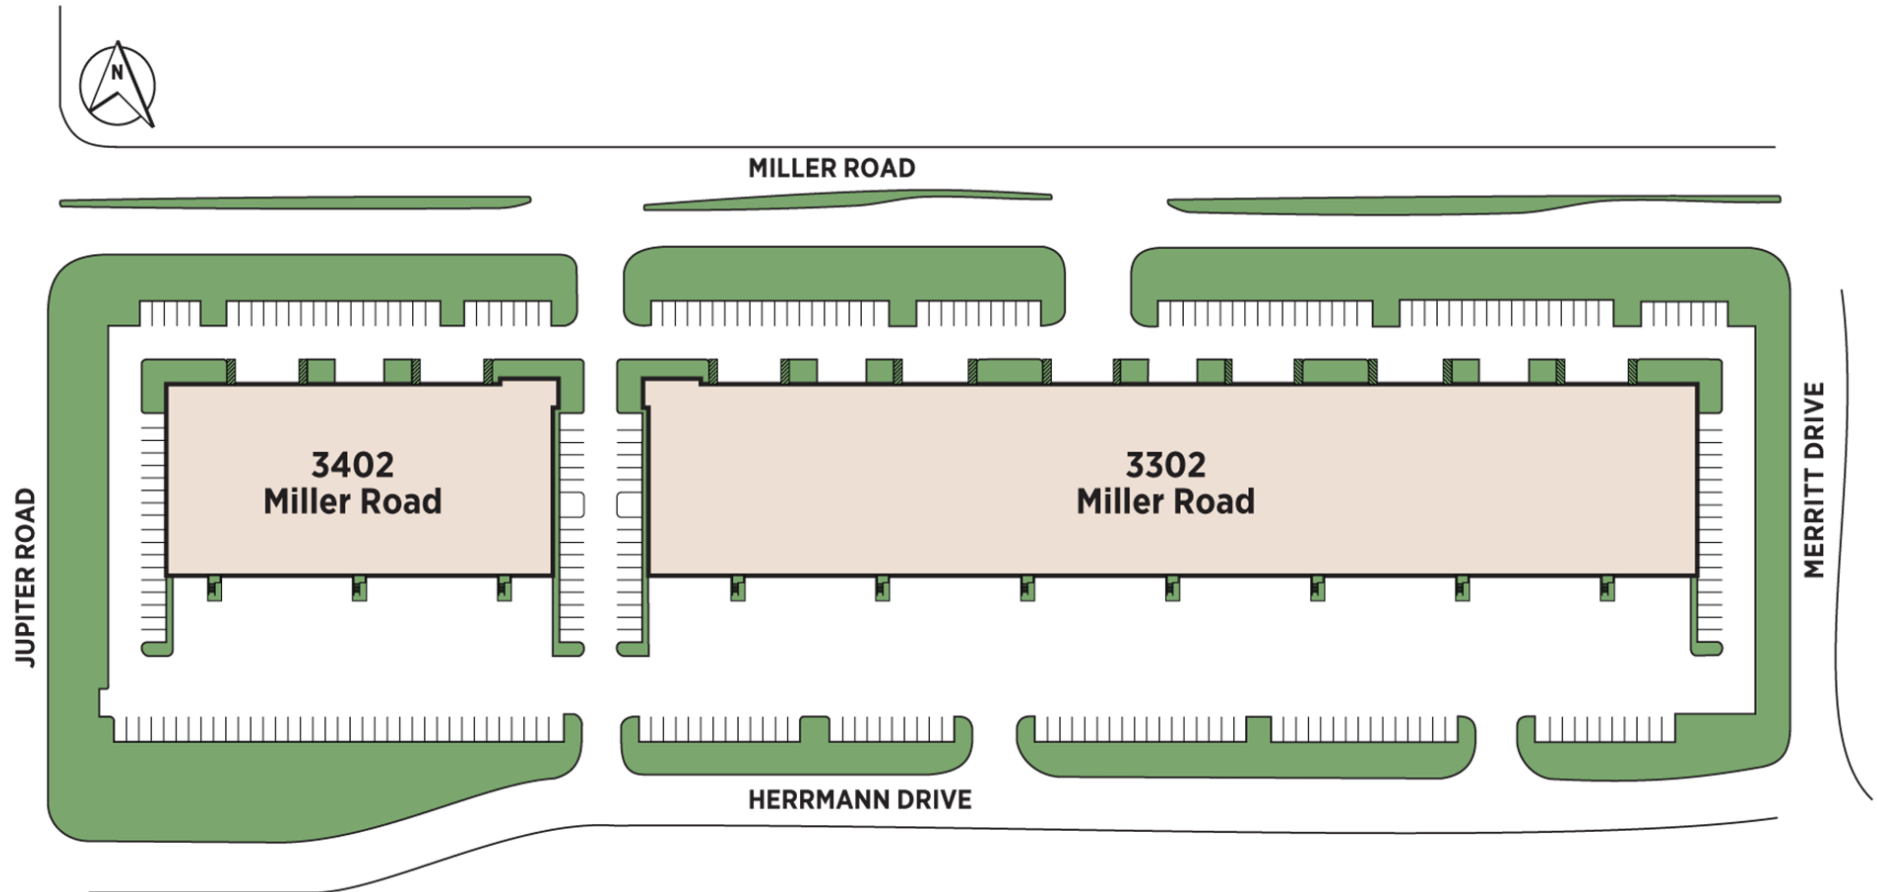 N
MILLER ROAD
3402
Miller Road
3302
Miller Road
JUPITER ROAD
MERRITT DRIVE
HERRMANN DRIVE